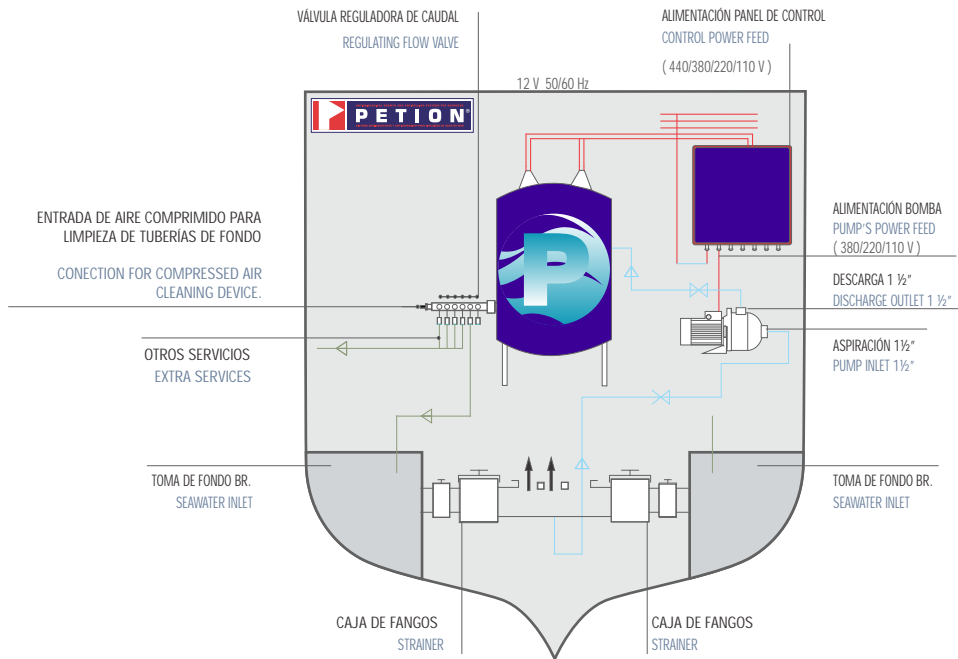 VÁLVULA REGULADORA DE CAUDAL
REGULATING FLOW VALVE
ALIMENTACIÓN PANEL DE CONTROL
CONTROL POWER FEED
( 440/380/220/110 V )
12 V 50/60 Hz
PETION®
ENTRADA DE AIRE COMPRIMIDO PARA
LIMPIEZA DE TUBERÍAS DE FONDO
CONECTION FOR COMPRESSED AIR
CLEANING DEVICE.
ALIMENTACIÓN BOMBA
PUMP'S POWER FEED
( 380/220/110 V )
DESCARGA 1 ½"
DISCHARGE OUTLET 1 ½"
ASPIRACIÓN 1½"
PUMP INLET 1½"
P
OTROS SERVICIOS
EXTRA SERVICES
TOMA DE FONDO BR.
SEAWATER INLET
TOMA DE FONDO BR.
SEAWATER INLET
CAJA DE FANGOS
STRAINER
CAJA DE FANGOS
STRAINER